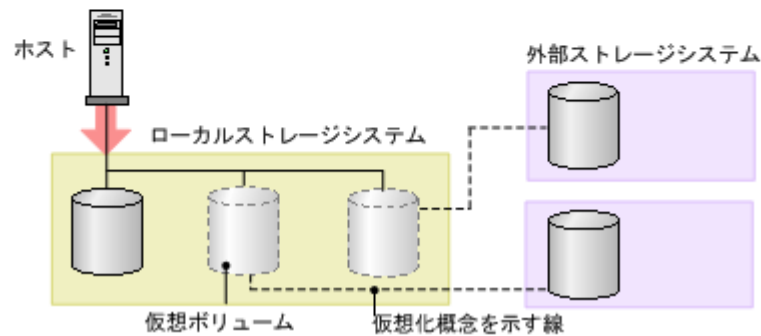 ホスト
外部ストレージシステム
ローカルストレージシステム
仮想ボリューム
仮想化概念を示す線